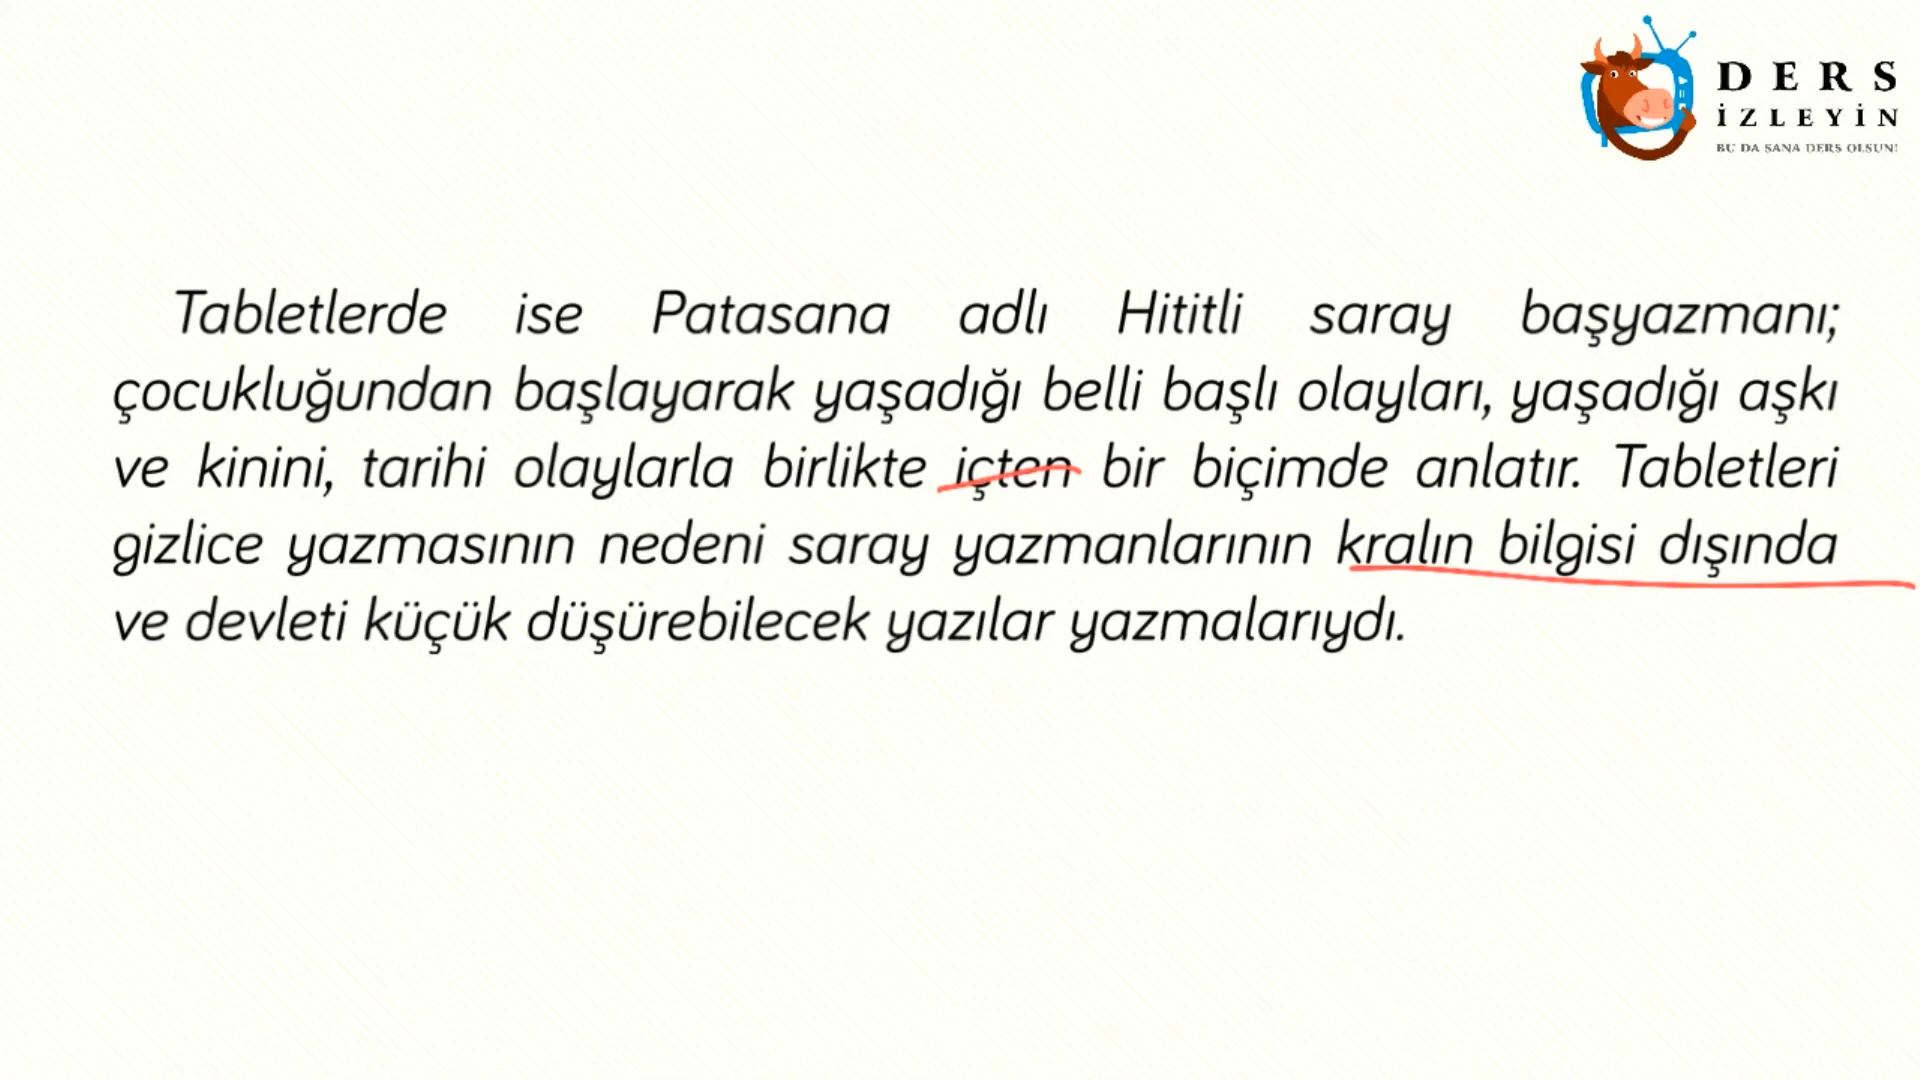 DERS
İZLEYİN
BU DA SANA DERS OLSUN!
Tabletlerde ise Patasana adlı Hititli saray başyazmanı;
çocukluğundan başlayarak yaşadığı belli başlı olayları, yaşadığı aşkı
ve kinini, tarihi olaylarla birlikte içten bir biçimde anlatır. Tabletleri
gizlice yazmasının nedeni saray yazmanlarının kralın bilgisi dışında
ve devleti küçük düşürebilecek yazılar yazmalarıydı.